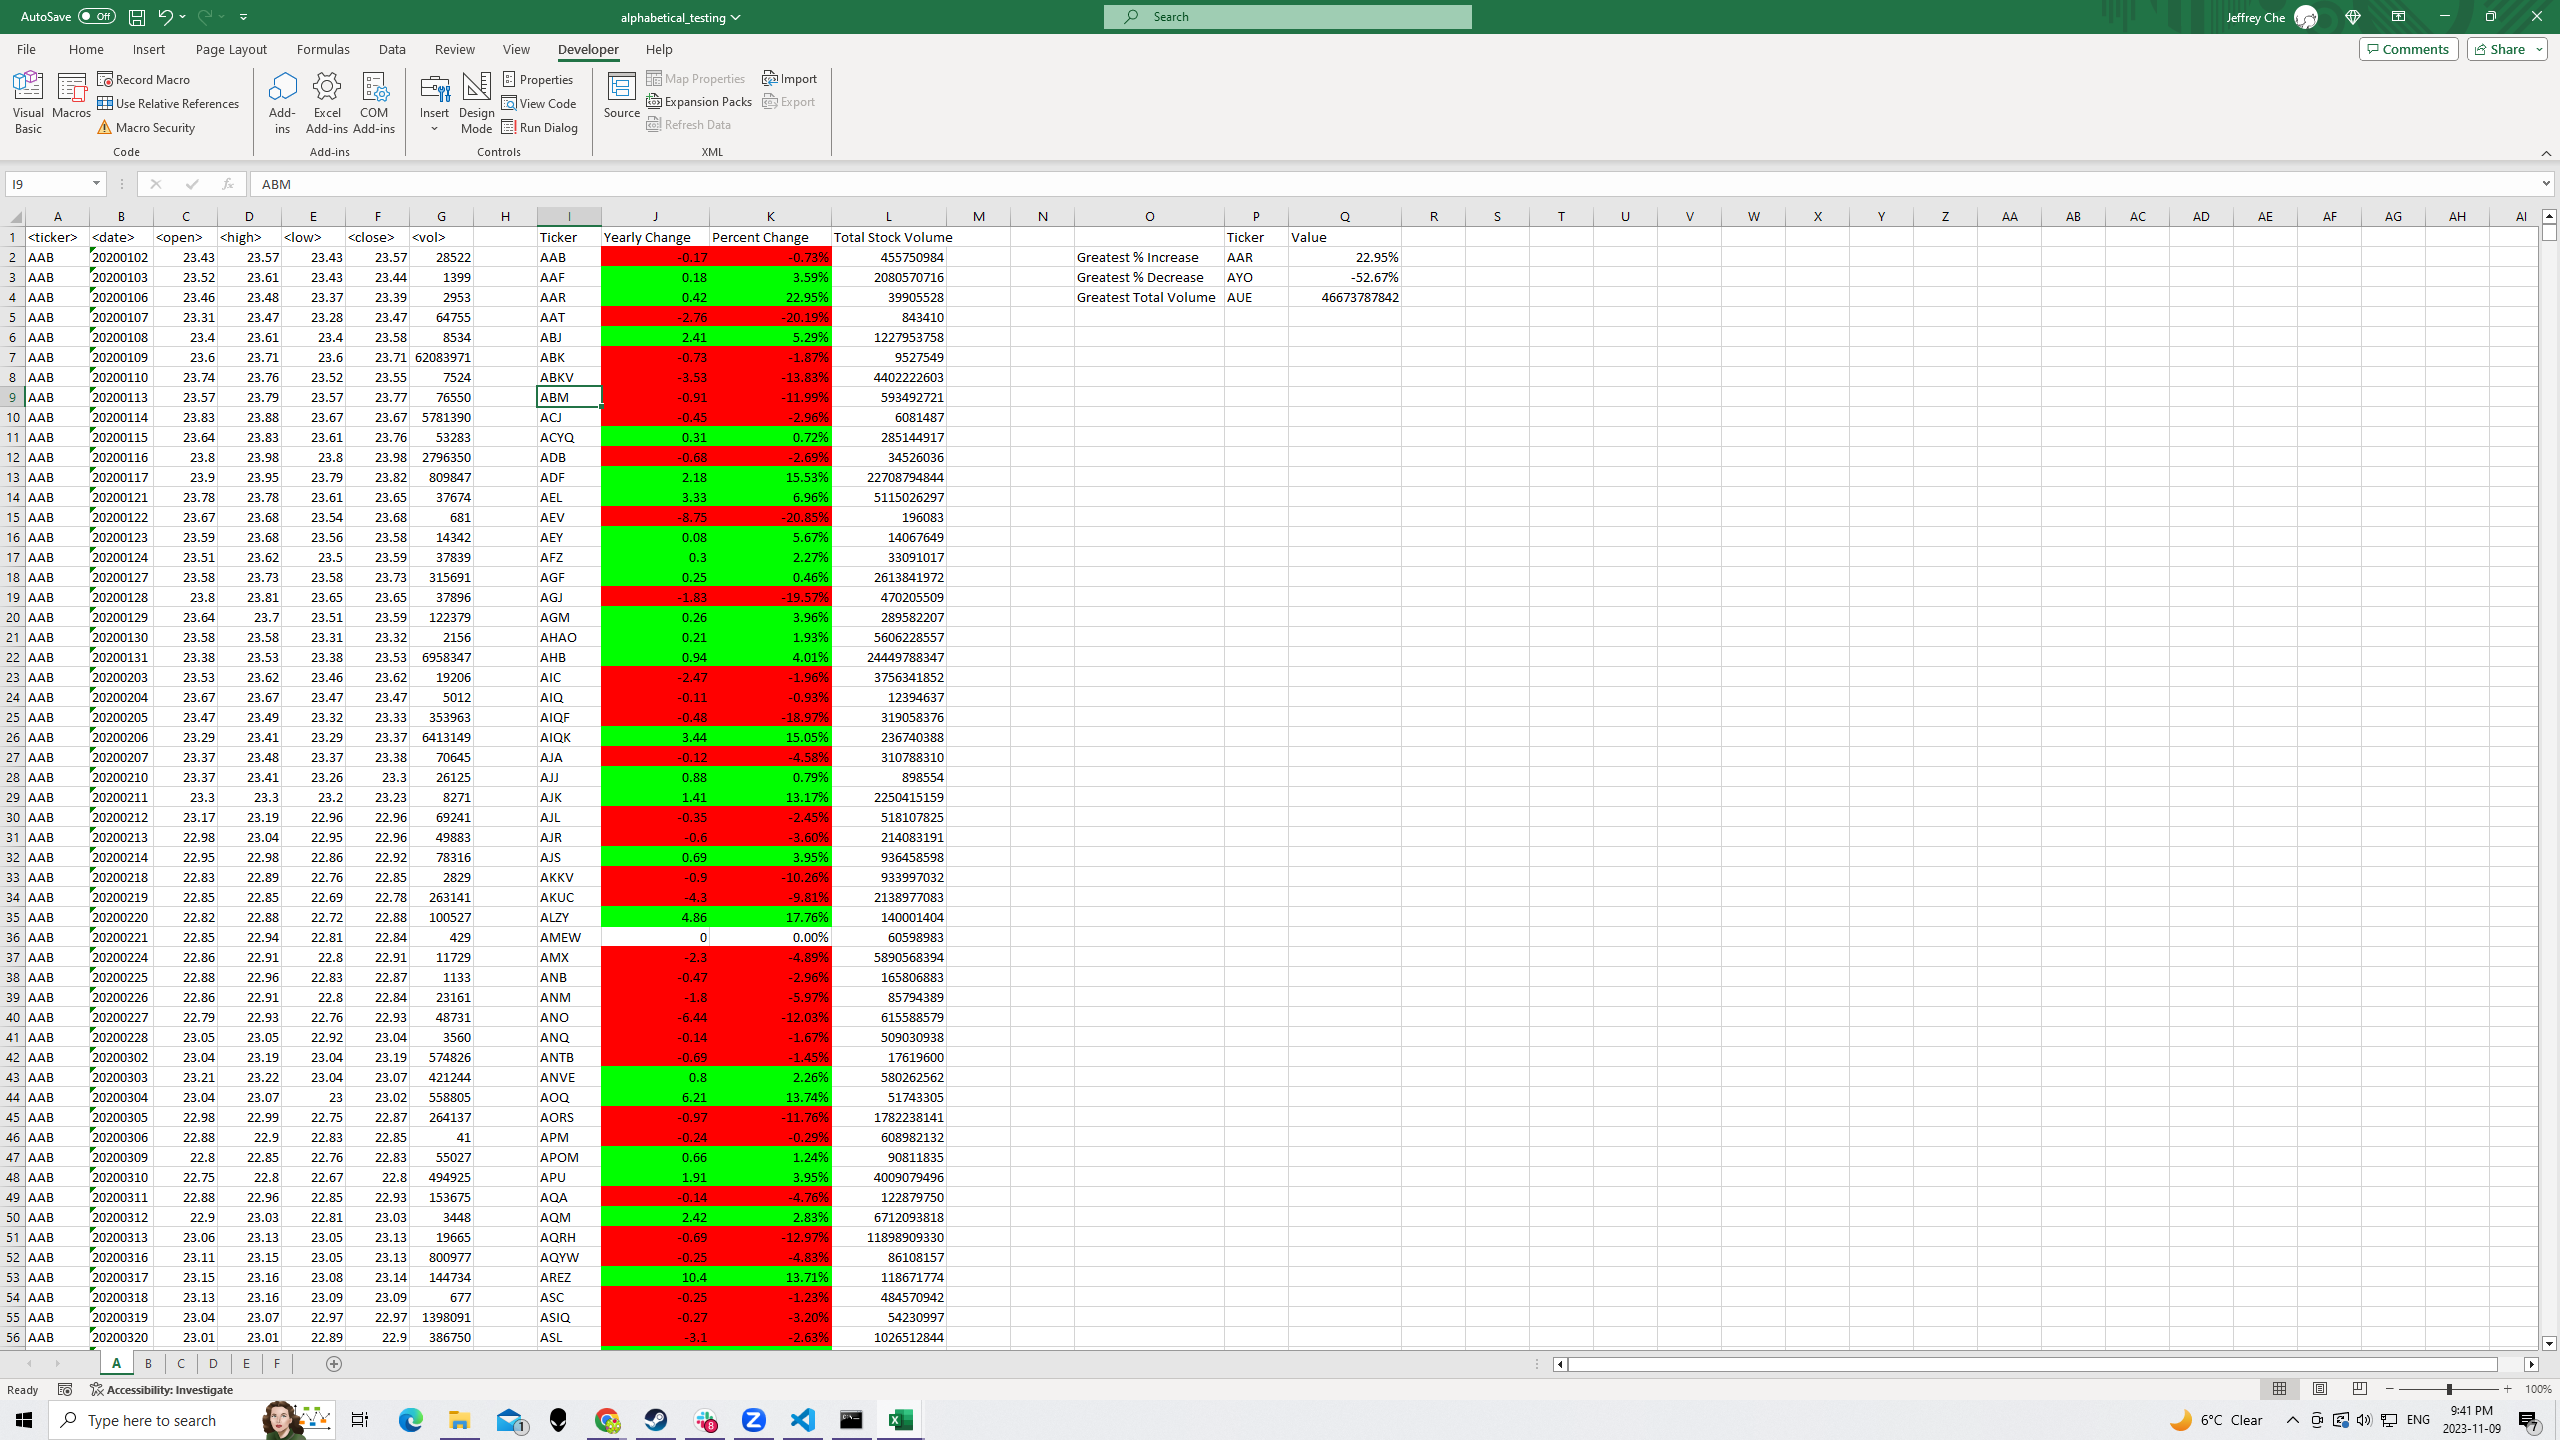 AutoSave Off alphabetical_testing Search Jeffrey Che
File Home Insert Page Layout Formulas Data Review View Developer Help Comments Share
Visual Basic Macros Record Macro Use Relative References Macro Security Code
Add-ins Excel Add-ins COM Add-ins Add-ins
Insert Design Mode Properties View Code Run Dialog Controls
Source Map Properties Expansion Packs Refresh Data Import Export XML
I9 fx ABM
A B C D E F G H I J K L M N O P Q R S T U V W X Y Z AA AB AC AD AE AF AG AH AI
1 <ticker> <date> <open> <high> <low> <close> <vol> Ticker Yearly Change Percent Change Total Stock Volume Ticker Value
2 AAB 20200102 23.43 23.57 23.43 23.57 28522 AAB -0.17 -0.73% 455750984 Greatest % Increase AAR 22.95%
3 AAB 20200103 23.52 23.61 23.43 23.44 1399 AAF 0.18 3.59% 2080570716 Greatest % Decrease AYO -52.67%
4 AAB 20200106 23.46 23.48 23.37 23.39 2953 AAR 0.42 22.95% 39905528 Greatest Total Volume AUE 46673787842
5 AAB 20200107 23.31 23.47 23.28 23.47 64755 AAT -2.76 -20.19% 843410
6 AAB 20200108 23.4 23.61 23.4 23.58 8534 ABJ 2.41 5.29% 1227953758
7 AAB 20200109 23.6 23.71 23.6 23.71 62083971 ABK -0.73 -1.87% 9527549
8 AAB 20200110 23.74 23.76 23.52 23.55 7524 ABKV -3.53 -13.83% 4402222603
9 AAB 20200113 23.57 23.79 23.57 23.77 76550 ABM -0.91 -11.99% 593492721
10 AAB 20200114 23.83 23.88 23.67 23.67 5781390 ACJ -0.45 -2.96% 6081487
11 AAB 20200115 23.64 23.83 23.61 23.76 53283 ACYQ 0.31 0.72% 285144917
12 AAB 20200116 23.8 23.98 23.8 23.98 2796350 ADB -0.68 -2.69% 34526036
13 AAB 20200117 23.9 23.95 23.79 23.82 809847 ADF 2.18 15.53% 22708794844
14 AAB 20200121 23.78 23.78 23.61 23.65 37674 AEL 3.33 6.96% 5115026297
15 AAB 20200122 23.67 23.68 23.54 23.68 681 AEV -8.75 -20.85% 196083
16 AAB 20200123 23.59 23.68 23.56 23.58 14342 AEY 0.08 5.67% 14067649
17 AAB 20200124 23.51 23.62 23.5 23.59 37839 AFZ 0.3 2.27% 33091017
18 AAB 20200127 23.58 23.73 23.58 23.73 315691 AGF 0.25 0.46% 2613841972
19 AAB 20200128 23.8 23.81 23.65 23.65 37896 AGJ -1.83 -19.57% 470205509
20 AAB 20200129 23.64 23.7 23.51 23.59 122379 AGM 0.26 3.96% 289582207
21 AAB 20200130 23.58 23.58 23.31 23.32 2156 AHAO 0.21 1.93% 5606228557
22 AAB 20200131 23.38 23.53 23.38 23.53 6958347 AHB 0.94 4.01% 24449788347
23 AAB 20200203 23.53 23.62 23.46 23.62 19206 AIC -2.47 -1.96% 3756341852
24 AAB 20200204 23.67 23.67 23.47 23.47 5012 AIQ -0.11 -0.93% 12394637
25 AAB 20200205 23.47 23.49 23.32 23.33 353963 AIQF -0.48 -18.97% 319058376
26 AAB 20200206 23.29 23.41 23.29 23.37 6413149 AIQK 3.44 15.05% 236740388
27 AAB 20200207 23.37 23.48 23.37 23.38 70645 AJA -0.12 -4.58% 310788310
28 AAB 20200210 23.37 23.41 23.26 23.3 26125 AJJ 0.88 0.79% 898554
29 AAB 20200211 23.3 23.3 23.2 23.23 8271 AJK 1.41 13.17% 2250415159
30 AAB 20200212 23.17 23.19 22.96 22.96 69241 AJL -0.35 -2.45% 518107825
31 AAB 20200213 22.98 23.04 22.95 22.96 49883 AJR -0.6 -3.60% 214083191
32 AAB 20200214 22.95 22.98 22.86 22.92 78316 AJS 0.69 3.95% 936458598
33 AAB 20200218 22.83 22.89 22.76 22.85 2829 AKKV -0.9 -10.26% 933997032
34 AAB 20200219 22.85 22.85 22.69 22.78 263141 AKUC -4.3 -9.81% 2138977083
35 AAB 20200220 22.82 22.88 22.72 22.88 100527 ALZY 4.86 17.76% 140001404
36 AAB 20200221 22.85 22.94 22.81 22.84 429 AMEW 0 0.00% 60598983
37 AAB 20200224 22.86 22.91 22.8 22.91 11729 AMX -2.3 -4.89% 5890568394
38 AAB 20200225 22.88 22.96 22.83 22.87 1133 ANB -0.47 -2.96% 165806883
39 AAB 20200226 22.86 22.91 22.8 22.84 23161 ANM -1.8 -5.97% 85794389
40 AAB 20200227 22.79 22.93 22.76 22.93 48731 ANO -6.44 -12.03% 615588579
41 AAB 20200228 23.05 23.05 22.92 23.04 3560 ANQ -0.14 -1.67% 509030938
42 AAB 20200302 23.04 23.19 23.04 23.19 574826 ANTB -0.69 -1.45% 17619600
43 AAB 20200303 23.21 23.22 23.04 23.07 421244 ANVE 0.8 2.26% 580262562
44 AAB 20200304 23.04 23.07 23 23.02 558805 AOQ 6.21 13.74% 51743305
45 AAB 20200305 22.98 22.99 22.75 22.87 264137 AORS -0.97 -11.76% 1782238141
46 AAB 20200306 22.88 22.9 22.83 22.85 41 APM -0.24 -0.29% 608982132
47 AAB 20200309 22.8 22.85 22.76 22.83 55027 APOM 0.66 1.24% 90811835
48 AAB 20200310 22.75 22.8 22.67 22.8 494925 APU 1.91 3.95% 4009079496
49 AAB 20200311 22.88 22.96 22.85 22.93 153675 AQA -0.14 -4.76% 122879750
50 AAB 20200312 22.9 23.03 22.81 23.03 3448 AQM 2.42 2.83% 6712093818
51 AAB 20200313 23.06 23.13 23.05 23.13 19665 AQRH -0.69 -12.97% 11898909330
52 AAB 20200316 23.11 23.15 23.05 23.13 800977 AQYW -0.25 -4.83% 86108157
53 AAB 20200317 23.15 23.16 23.08 23.14 144734 AREZ 10.4 13.71% 118671774
54 AAB 20200318 23.13 23.16 23.09 23.09 677 ASC -0.25 -1.23% 484570942
55 AAB 20200319 23.04 23.07 22.97 22.97 1398091 ASIQ -0.27 -3.20% 54230997
56 AAB 20200320 23.01 23.01 22.89 22.9 386750 ASL -3.1 -2.63% 1026512844
A B C D E F
Ready Accessibility: Investigate 100%
Type here to search 1 8 6°C Clear ENG 9:41 PM 2023-11-09 7